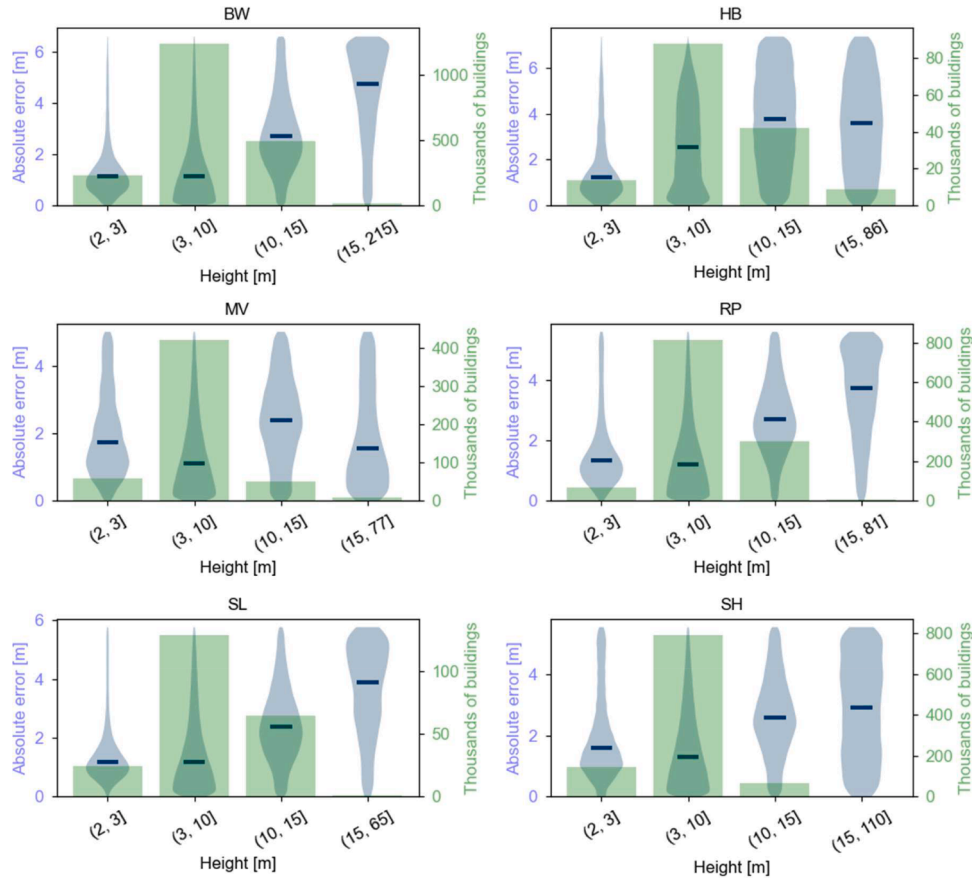 BW
Absolute error [m]
6
4
2
0
1000
500
0
Thousands of buildings
(2, 3]
(3, 10]
(10, 15]
(15, 215]
Height [m]
HB
Absolute error [m]
6
4
2
0
80
60
40
20
0
Thousands of buildings
(2, 3]
(3, 10]
(10, 15]
(15, 86]
Height [m]
MV
Absolute error [m]
4
2
0
400
300
200
100
0
Thousands of buildings
(2, 3]
(3, 10]
(10, 15]
(15, 77]
Height [m]
RP
Absolute error [m]
4
2
0
800
600
400
200
0
Thousands of buildings
(2, 3]
(3, 10]
(10, 15]
(15, 81]
Height [m]
SL
Absolute error [m]
6
4
2
0
100
50
0
Thousands of buildings
(2, 3]
(3, 10]
(10, 15]
(15, 65]
Height [m]
SH
Absolute error [m]
4
2
0
800
600
400
200
0
Thousands of buildings
(2, 3]
(3, 10]
(10, 15]
(15, 110]
Height [m]